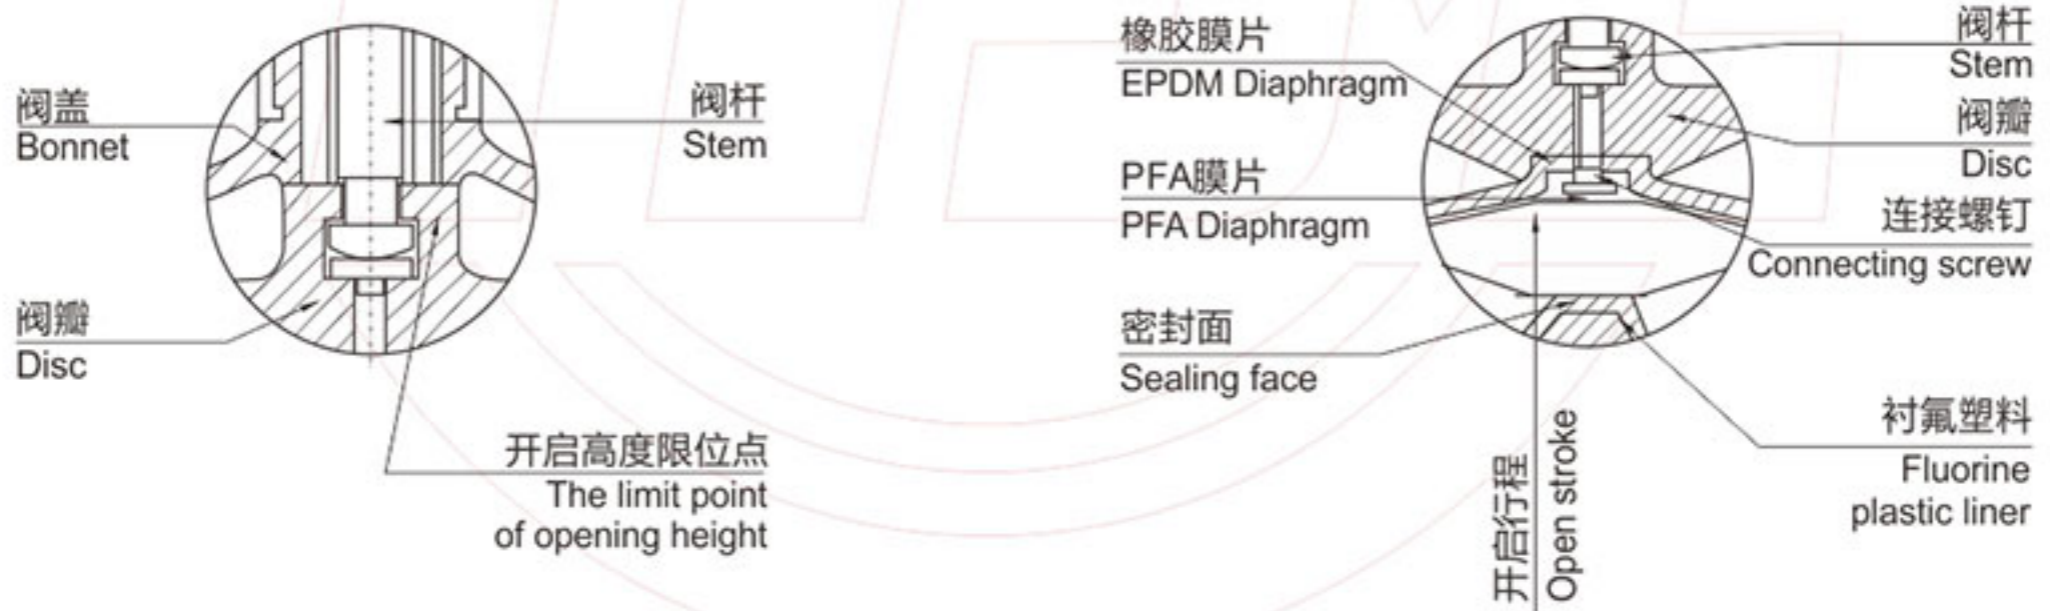 阀盖
Bonnet
阀杆
Stem
阀瓣
Disc
开启高度限位点
The limit point
of opening height
橡胶膜片
EPDM Diaphragm
PFA膜片
PFA Diaphragm
密封面
Sealing face
开启行程
Open stroke
阀杆
Stem
阀瓣
Disc
连接螺钉
Connecting screw
衬氟塑料
Fluorine
plastic liner